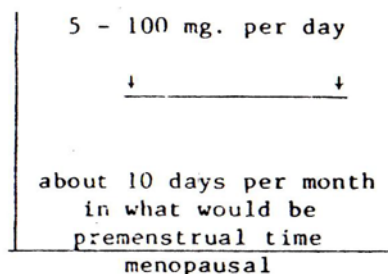 5 - 100 mg. per day
about 10 days per month
in what would be
premenstrual time
menopausal